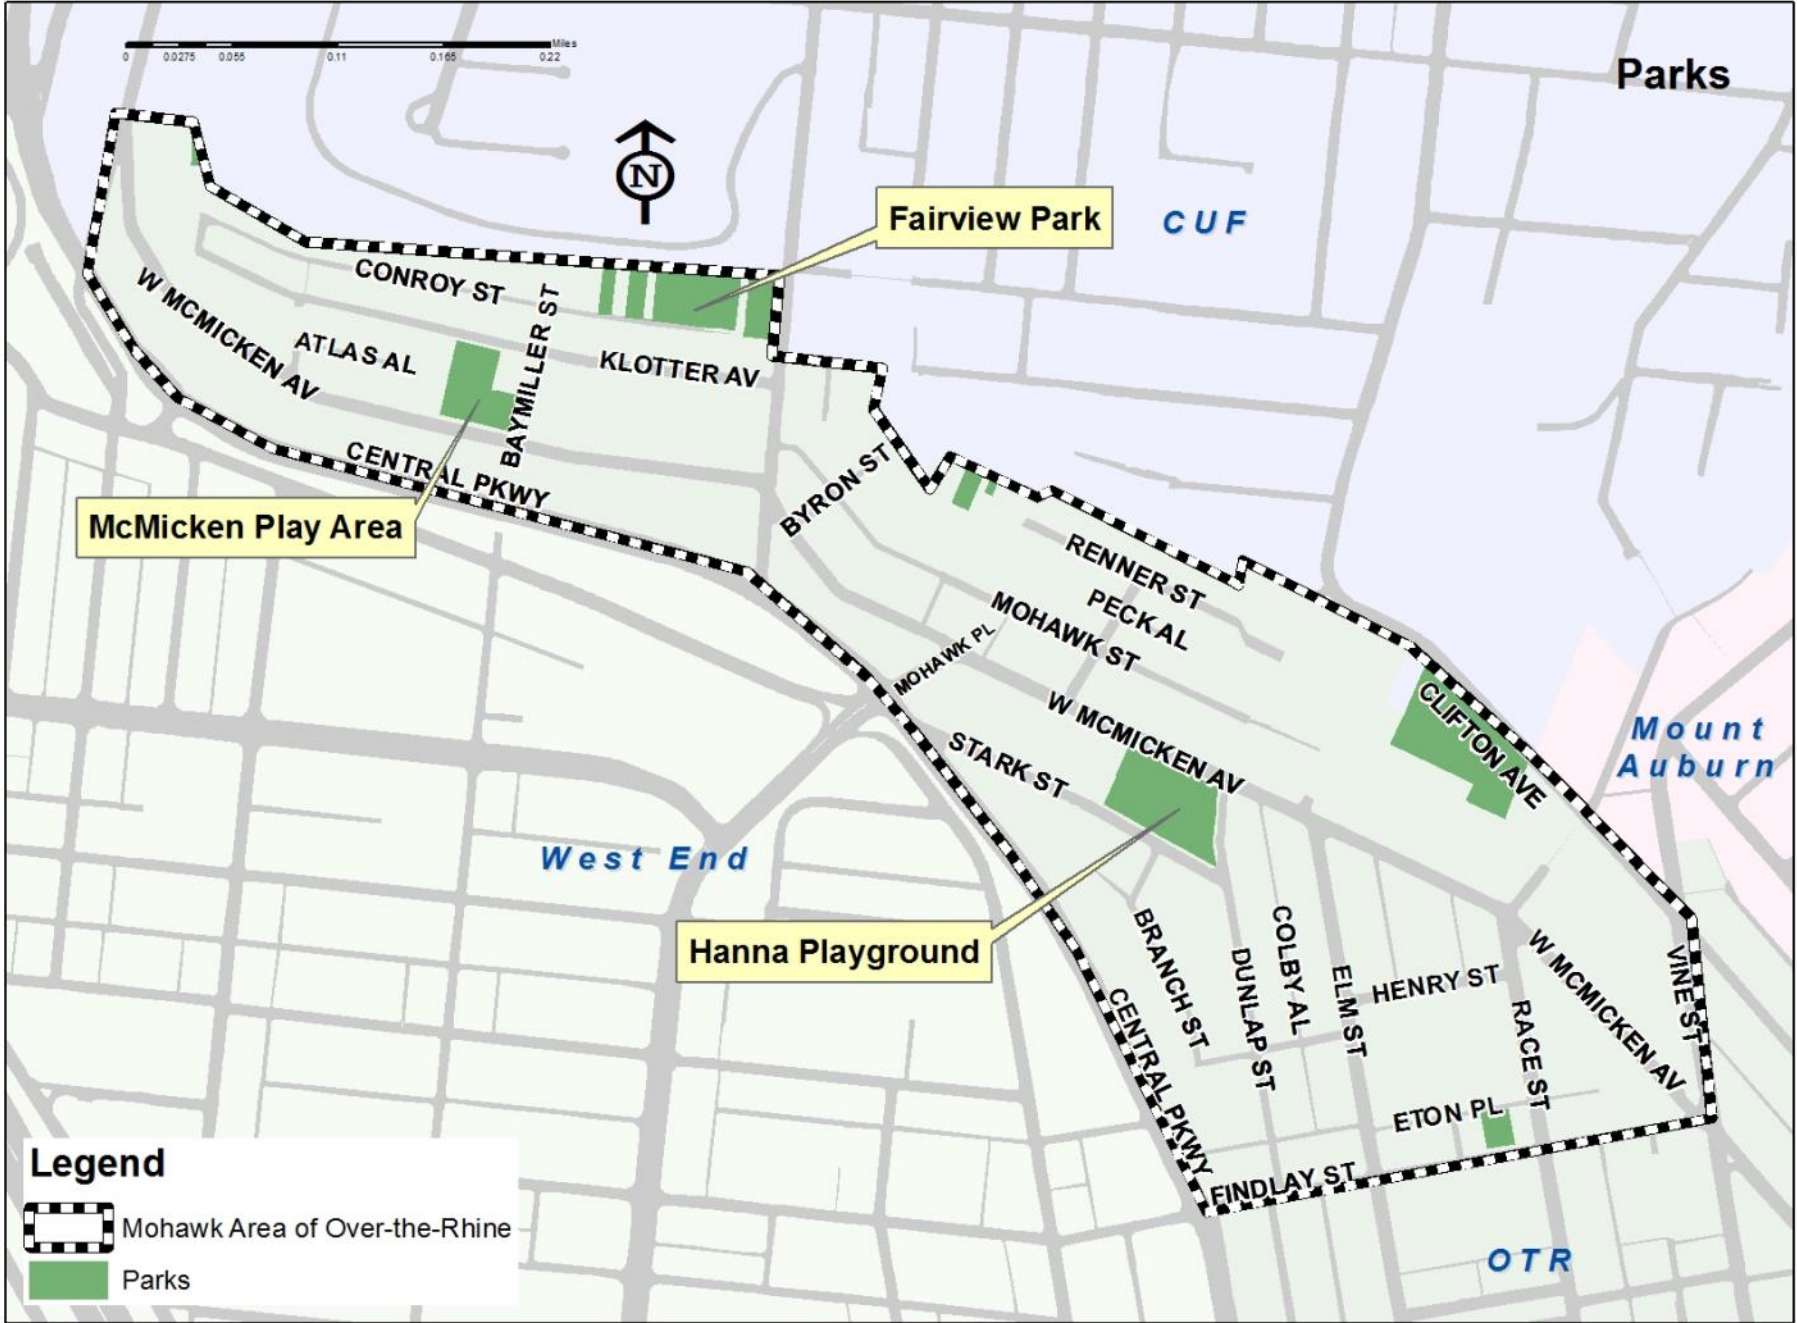 Miles
0 0.0275 0.055 0.11 0.165 0.22
Parks
N
Fairview Park
CUF
CONROY ST
W MCMICKEN AV
BAYMILLER ST
ATLAS AL
KLOTTER AV
CENTRAL PKWY
BYRON ST
McMicken Play Area
RENNER ST
PECK AL
MOHAWK ST
MOHAWK PL
W MCMICKEN AV
CLIFTON AVE
Mount
Auburn
STARK ST
West End
Hanna Playground
BRANCH ST
COLBY AL
DUNLAP ST
ELM ST
HENRY ST
W MCMICKEN AV
VINE ST
CENTRAL PKWY
RACE ST
ETON PL
FINDLAY ST
OTR
Legend
Mohawk Area of Over-the-Rhine
Parks